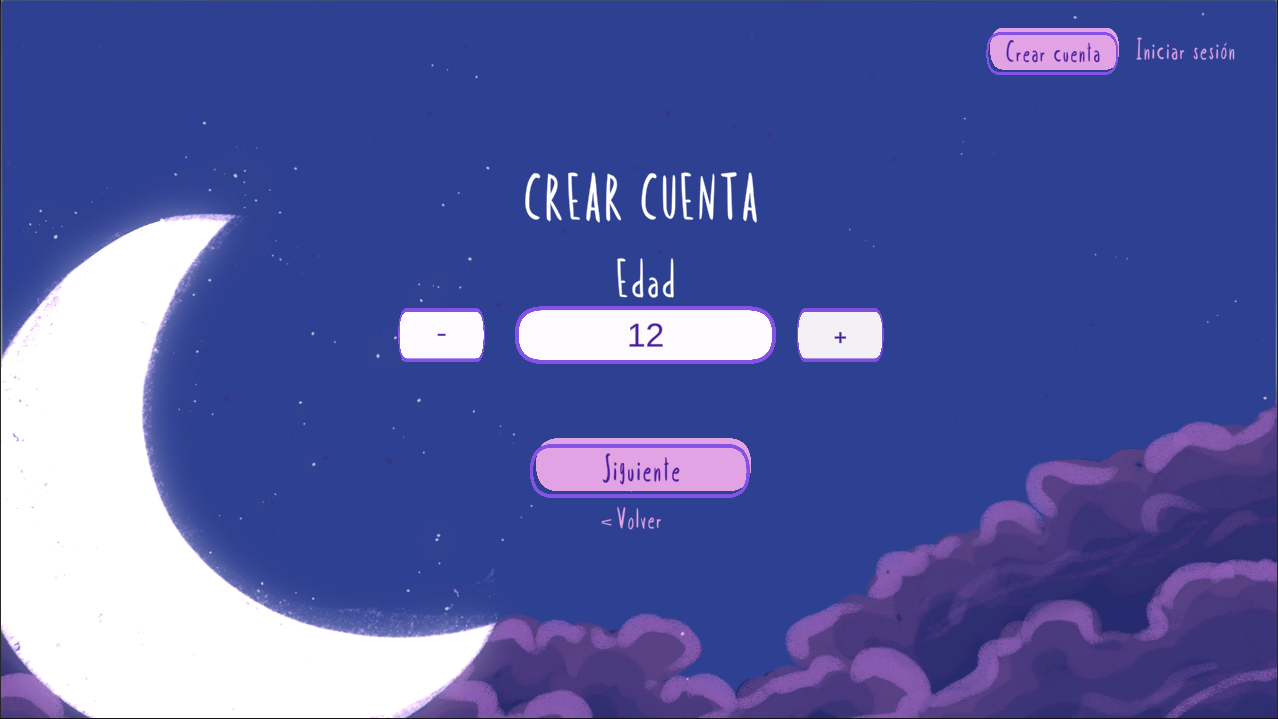 Crear cuenta
Iniciar sesión
CREAR CUENTA
Edad
-
12
+
Siguiente
< Volver